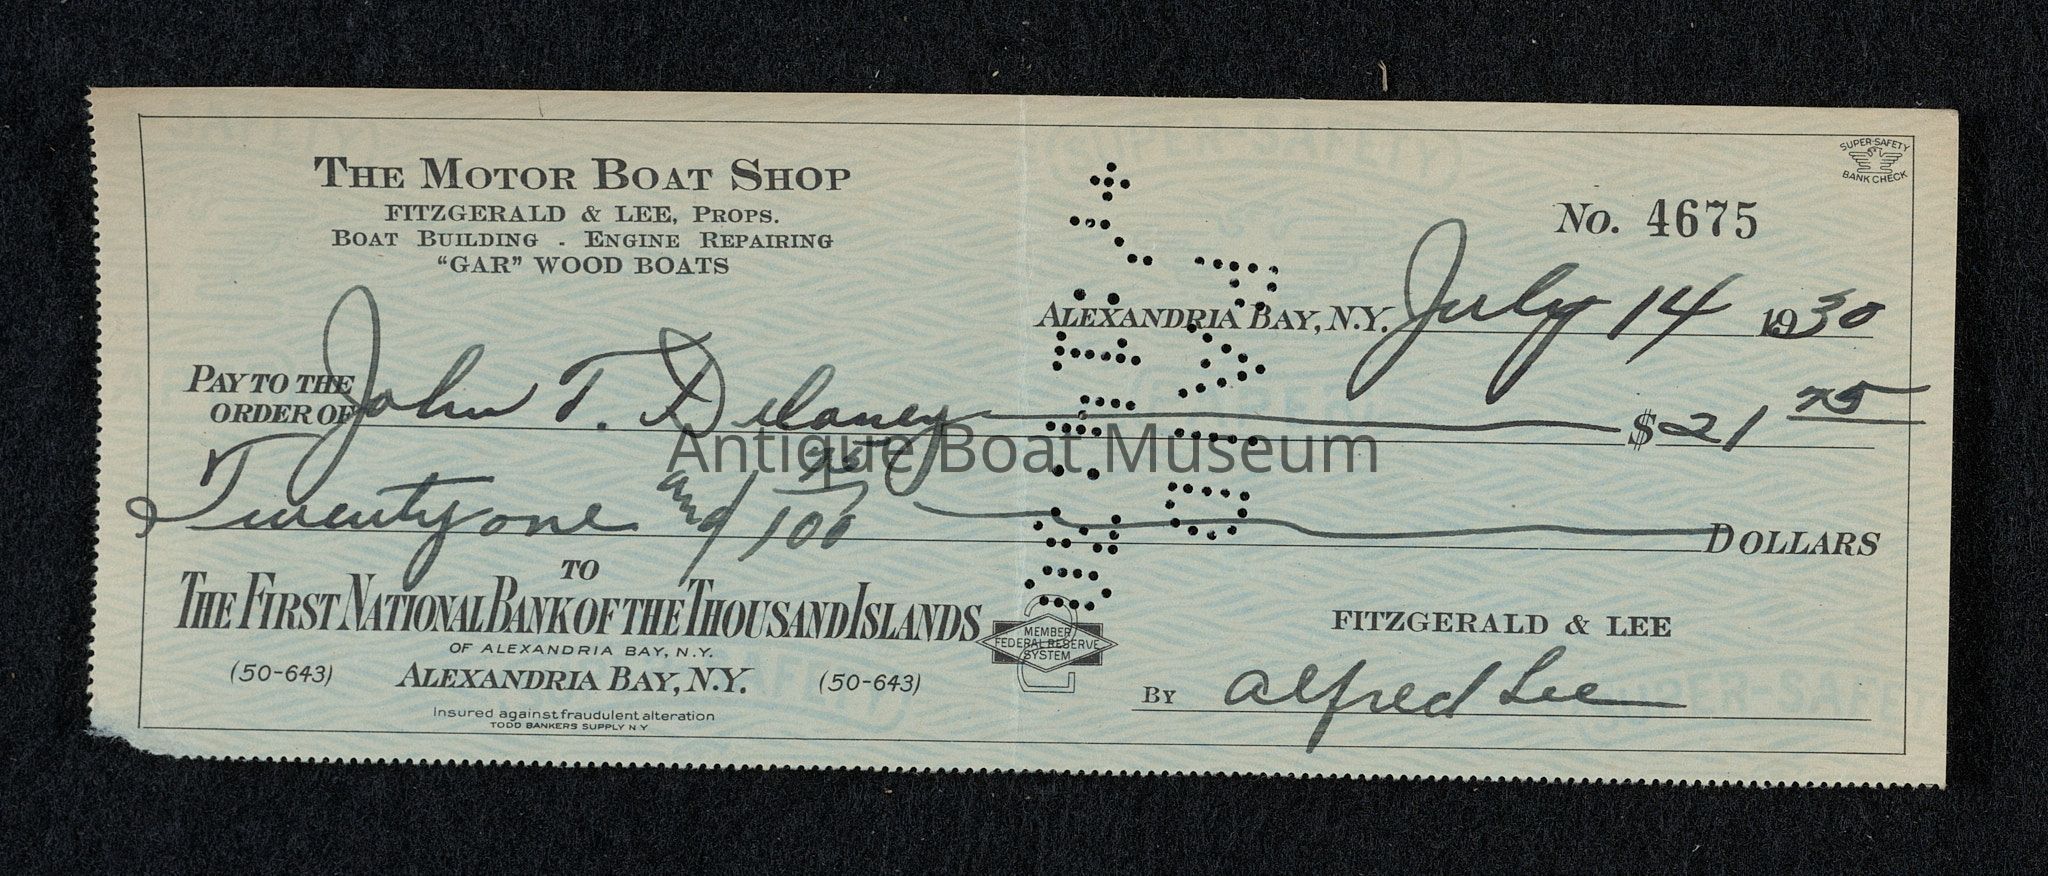 THE MOTOR BOAT SHOP
FITZGERALD & LEE, PROPS.
BOAT BUILDING - ENGINE REPAIRING
"GAR" WOOD BOATS
SUPER-SAFETY
BANK CHECK
No. 4675
ALEXANDRIA BAY, N.Y. July 14 1930
PAY TO THE
ORDER OF John T. Delaney $21 75
Antique Boat Museum
Twenty one and 75/100 DOLLARS
TO
THE FIRST NATIONAL BANK OF THE THOUSAND ISLANDS
OF ALEXANDRIA BAY, N.Y.
(50-643) ALEXANDRIA BAY, N.Y. (50-643)
Insured against fraudulent alteration
TODD BANKERS SUPPLY N Y
MEMBER
FEDERAL RESERVE
SYSTEM
FITZGERALD & LEE
BY Alfred Lee